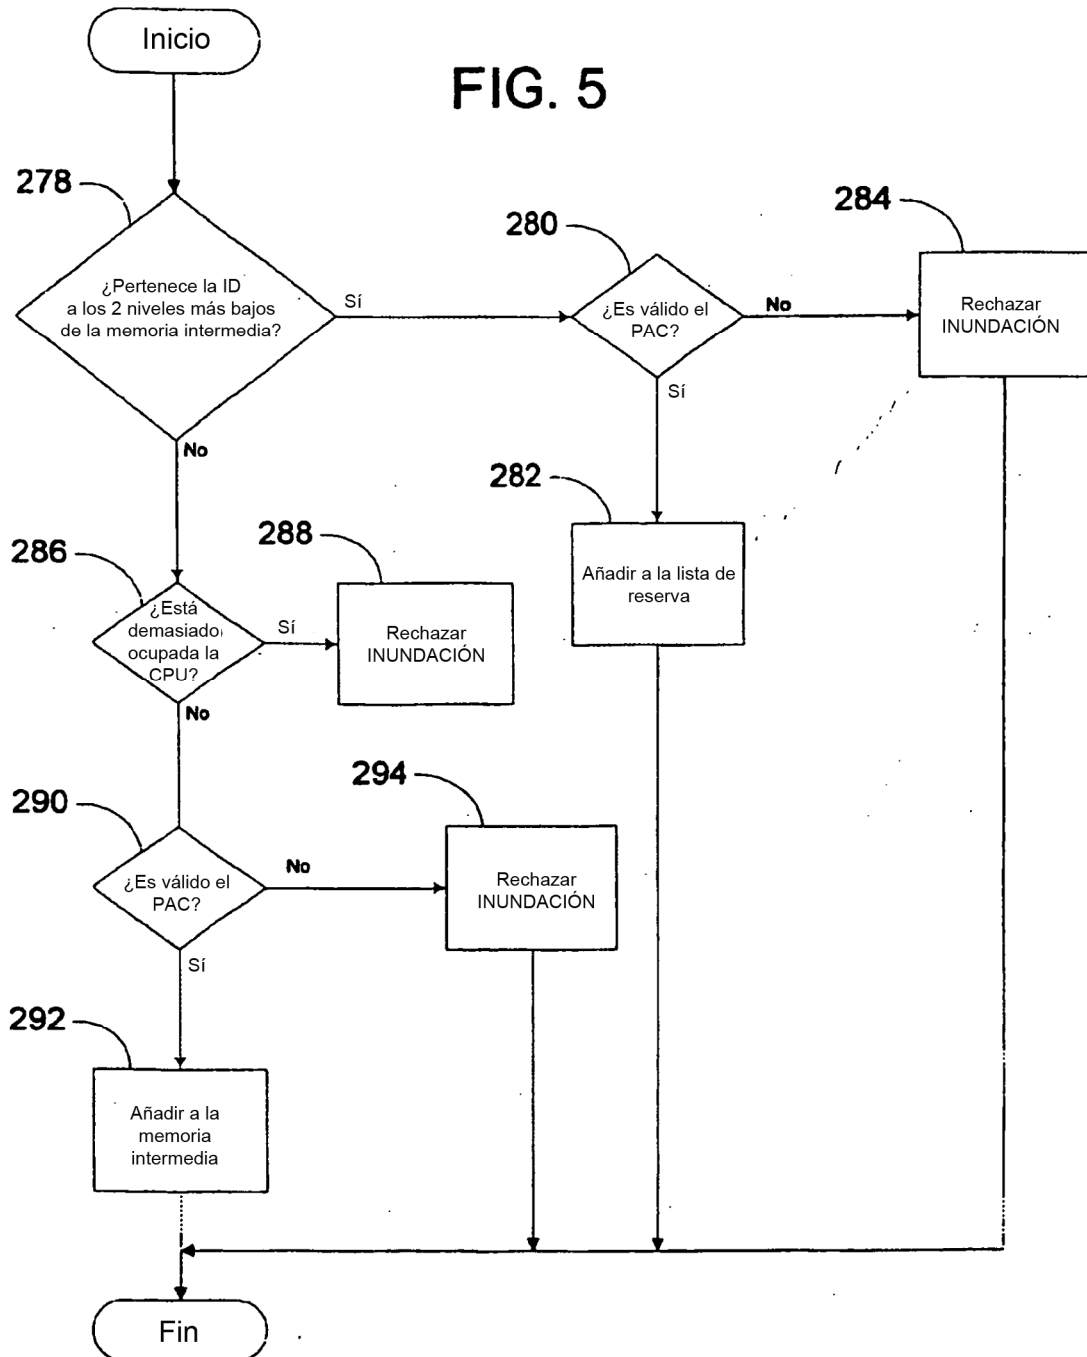 Inicio
FIG. 5
278
¿Pertenece la ID
a los 2 niveles más bajos
de la memoria intermedia?
Sí
280
¿Es válido el
PAC?
No
284
Rechazar
INUNDACIÓN
Sí
No
282
Añadir a la lista de
reserva
286
¿Está
demasiado
ocupada la
CPU?
Sí
288
Rechazar
INUNDACIÓN
No
290
¿Es válido el
PAC?
No
294
Rechazar
INUNDACIÓN
Sí
292
Añadir a la
memoria
intermedia
Fin